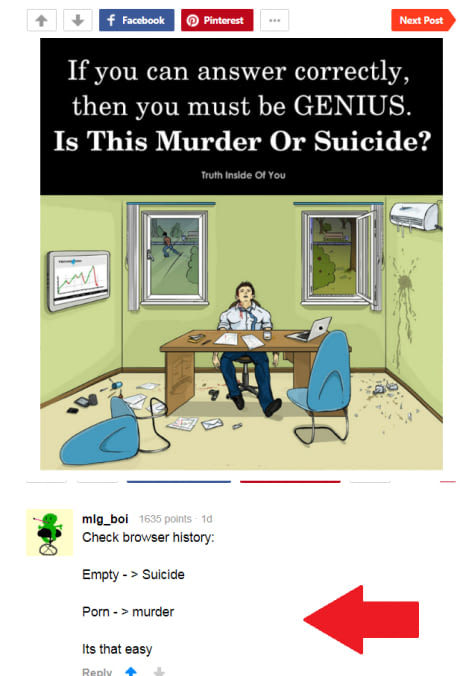 Facebook
Pinterest
Next Post
If you can answer correctly,
then you must be GENIUS.
Is This Murder Or Suicide?
Truth Inside Of You
mlg_boi 1635 points · 1d
Check browser history:
Empty - > Suicide
Porn - > murder
Its that easy
Reply